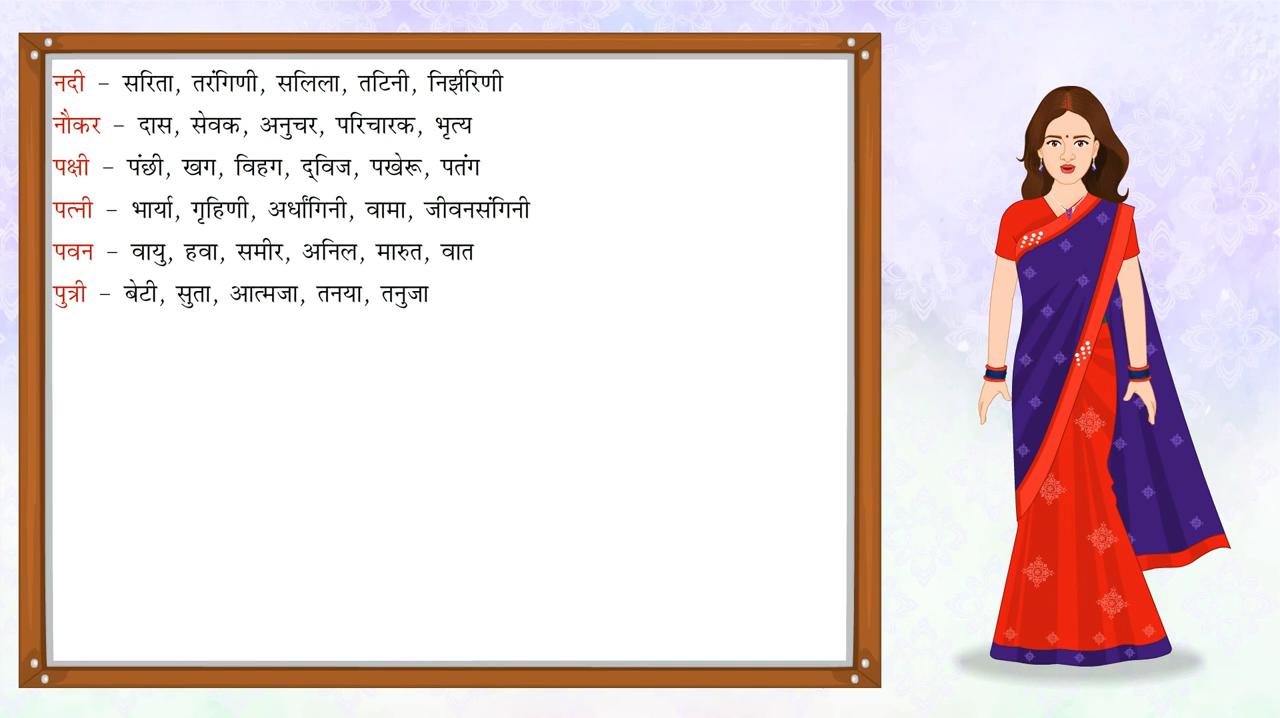 नदी – सरिता, तरंगिणी, सलिला, तटिनी, निर्झरिणी
नौकर – दास, सेवक, अनुचर, परिचारक, भृत्य
पक्षी – पंछी, खग, विहग, द्‌विज, पखेरू, पतंग
पत्नी – भार्या, गृहिणी, अर्धांगिनी, वामा, जीवनसंगिनी
पवन – वायु, हवा, समीर, अनिल, मारुत, वात
पुत्री – बेटी, सुता, आत्मजा, तनया, तनुजा